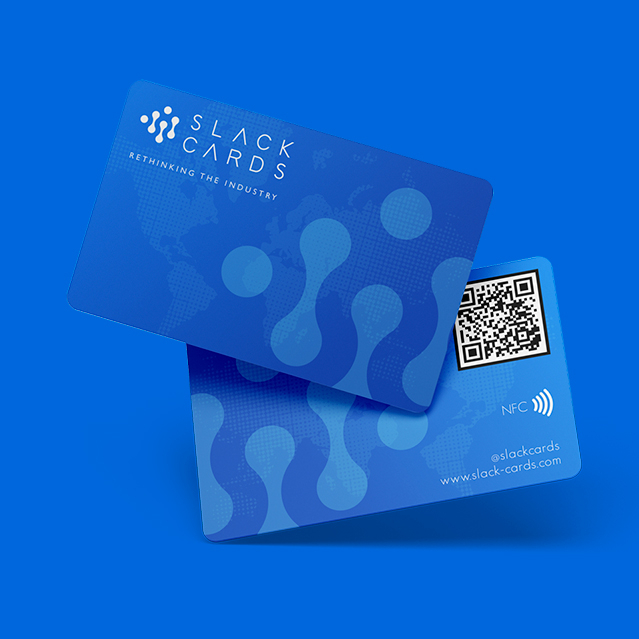 SLACK
CARDS
RETHINKING THE INDUSTRY
NFC
@slackcards
www.slack-cards.com